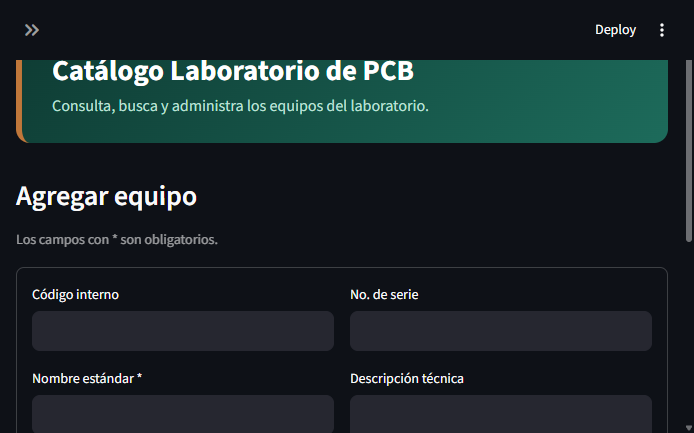 Deploy
Catálogo Laboratorio de PCB
Consulta, busca y administra los equipos del laboratorio.
Agregar equipo
Los campos con * son obligatorios.
Código interno
No. de serie
Nombre estándar *
Descripción técnica